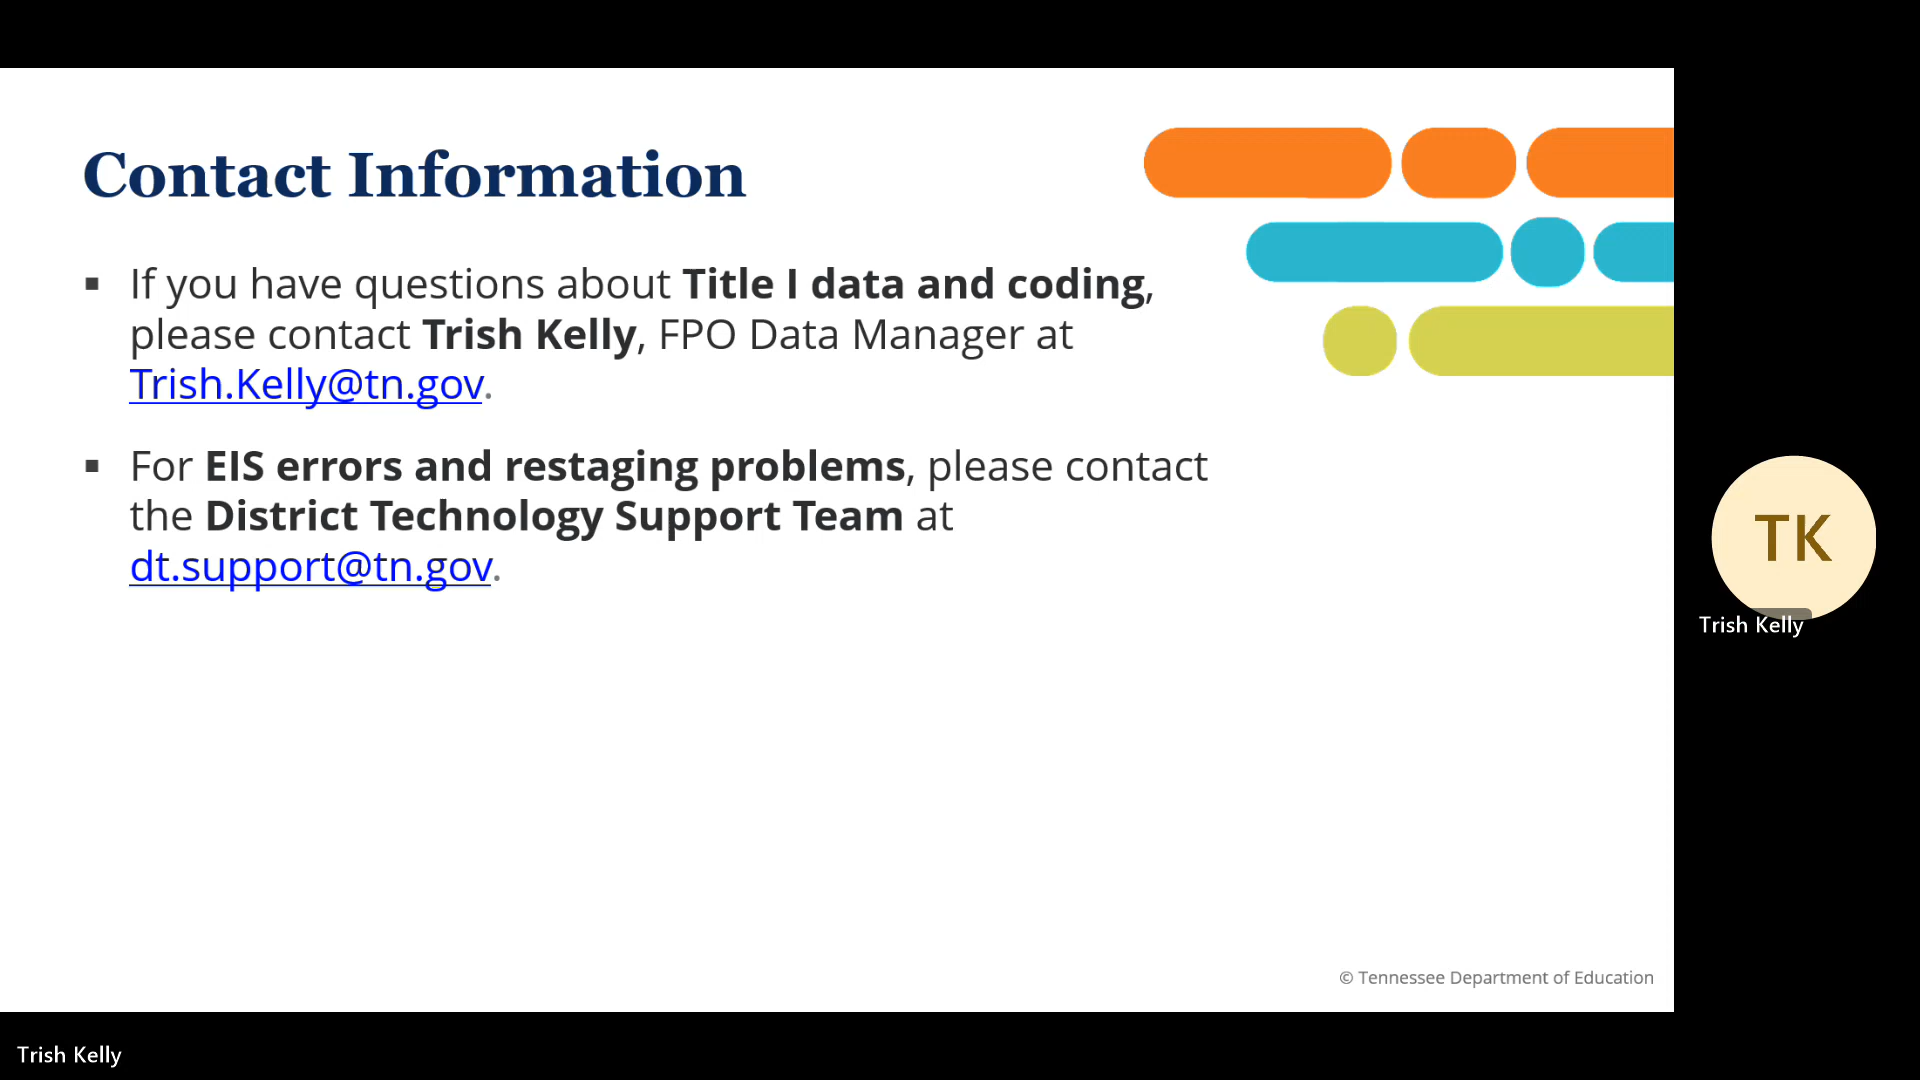 Contact Information
▪ If you have questions about Title I data and coding,
please contact Trish Kelly, FPO Data Manager at
Trish.Kelly@tn.gov.
▪ For EIS errors and restaging problems, please contact
the District Technology Support Team at
dt.support@tn.gov.
© Tennessee Department of Education
TK
Trish Kelly
Trish Kelly